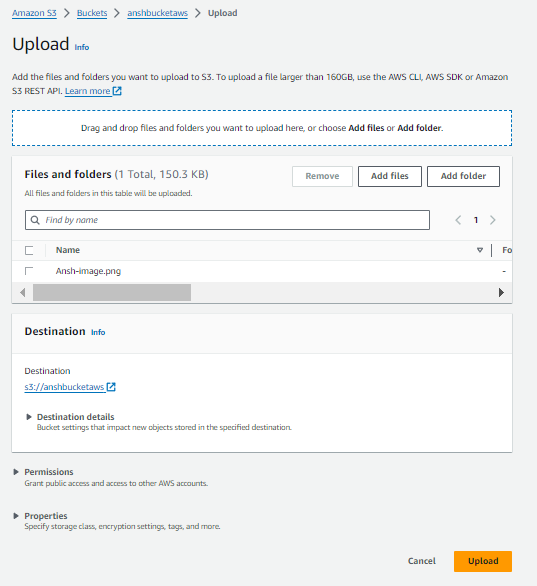 Amazon S3 > Buckets > anshbucketaws > Upload
Upload Info
Add the files and folders you want to upload to S3. To upload a file larger than 160GB, use the AWS CLI, AWS SDK or Amazon
S3 REST API. Learn more
Drag and drop files and folders you want to upload here, or choose Add files or Add folder.
Files and folders (1 Total, 150.3 KB)
Remove
Add files
Add folder
All files and folders in this table will be uploaded.
Find by name
1
Name
Fo
Ansh-image.png
-
Destination Info
Destination
s3://anshbucketaws
Destination details
Bucket settings that impact new objects stored in the specified destination.
Permissions
Grant public access and access to other AWS accounts.
Properties
Specify storage class, encryption settings, tags, and more.
Cancel
Upload